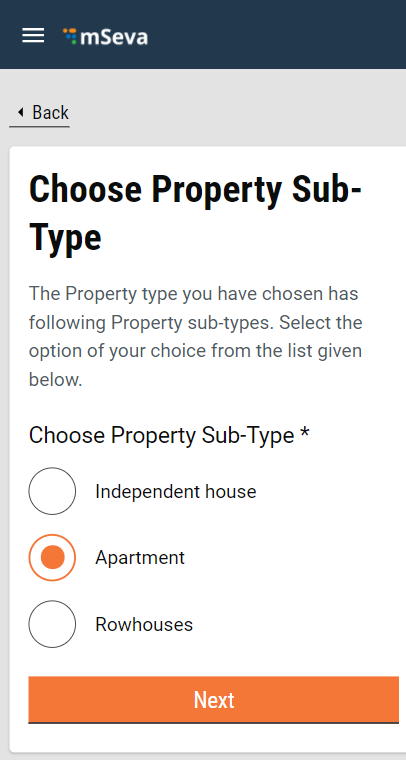 mSeva
Back
Choose Property Sub-
Type
The Property type you have chosen has
following Property sub-types. Select the
option of your choice from the list given
below.
Choose Property Sub-Type *
Independent house
Apartment
Rowhouses
Next